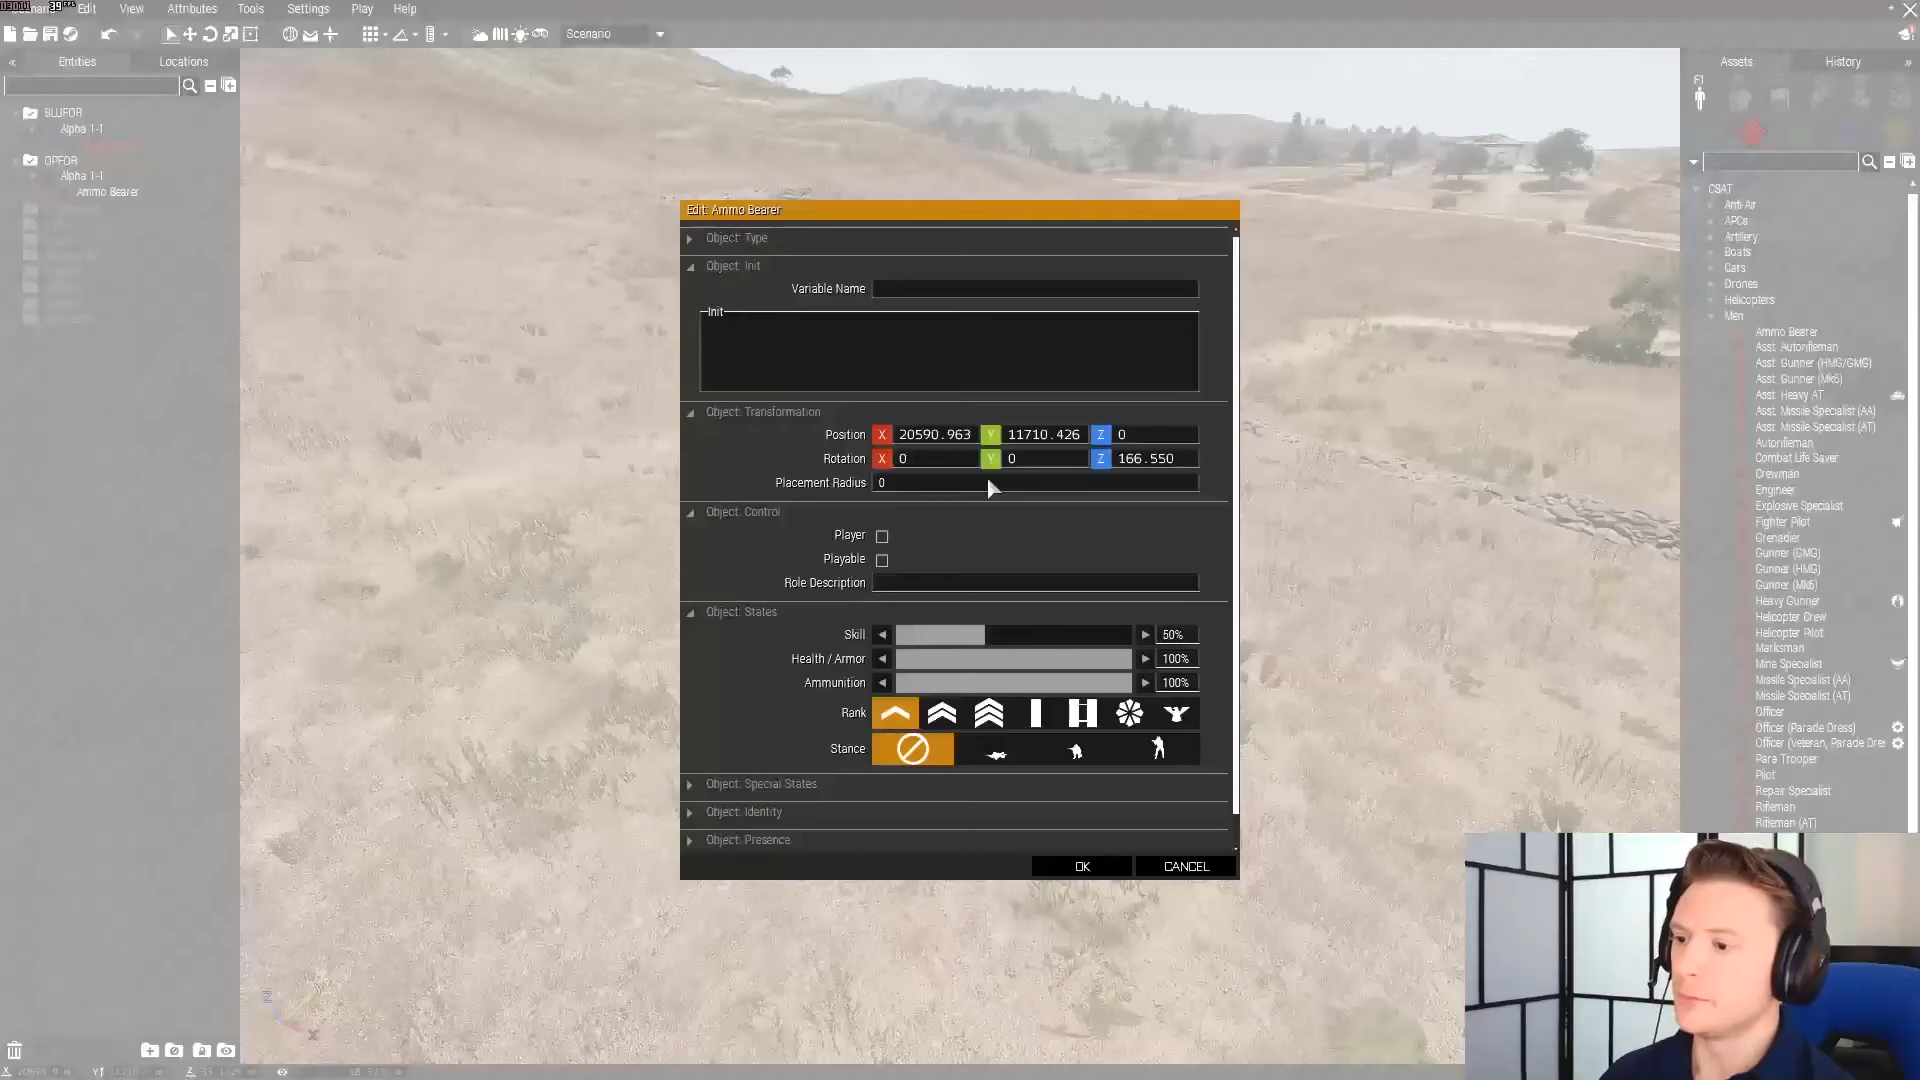 39 FPS
Edit
View
Attributes
Tools
Settings
Play
Help
Scenario
Entities
Locations
Assets
History
BLUFOR
Alpha 1-1
OPFOR
Alpha 1-1
Ammo Bearer
Edit: Ammo Bearer
Object: Type
Object: Init
Variable Name
Init
Object: Transformation
Position X 20590.963 Y 11710.426 Z 0
Rotation X 0 Y 0 Z 166.550
Placement Radius 0
Object: Control
Player
Playable
Role Description
Object: States
Skill 50%
Health / Armor 100%
Ammunition 100%
Rank
Stance
Object: Special States
Object: Identity
Object: Presence
OK
CANCEL
F1
CSAT
Anti-Air
APCs
Artillery
Boats
Cars
Drones
Helicopters
Men
Ammo Bearer
Asst. Autorifleman
Asst. Gunner (HMG/GMG)
Asst. Gunner (Mk6)
Asst. Heavy AT
Asst. Missile Specialist (AA)
Asst. Missile Specialist (AT)
Autorifleman
Combat Life Saver
Crewman
Engineer
Explosive Specialist
Fighter Pilot
Grenadier
Gunner (GMG)
Gunner (HMG)
Gunner (Mk6)
Heavy Gunner
Helicopter Crew
Helicopter Pilot
Marksman
Mine Specialist
Missile Specialist (AA)
Missile Specialist (AT)
Officer
Officer (Parade Dress)
Officer (Veteran, Parade Dre
Para Trooper
Pilot
Repair Specialist
Rifleman
Rifleman (AT)